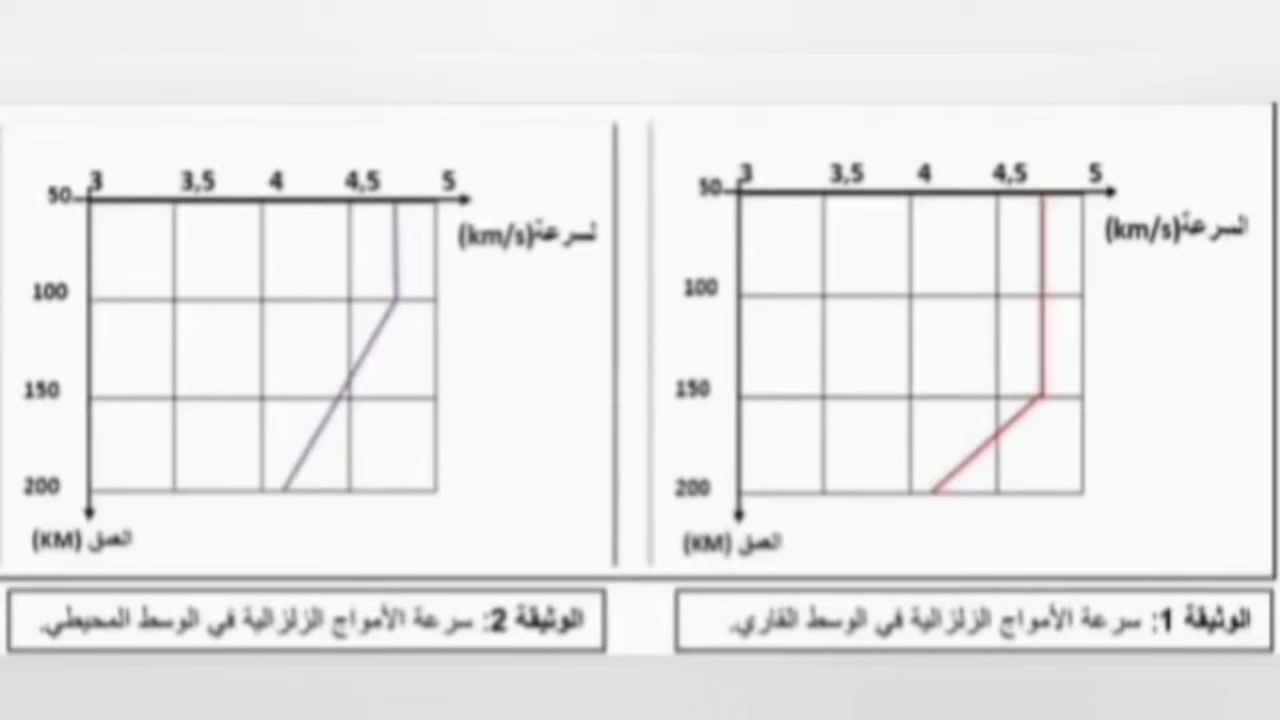 3 3,5 4 4,5 5
50
السرعة(km/s)
100
150
200
العمق (KM)
الوثيقة 1: سرعة الأمواج الزلزالية في الوسط القاري.
3 3,5 4 4,5 5
50
لسرعة(km/s)
100
150
200
العمق (KM)
الوثيقة 2: سرعة الأمواج الزلزالية في الوسط المحيطي.